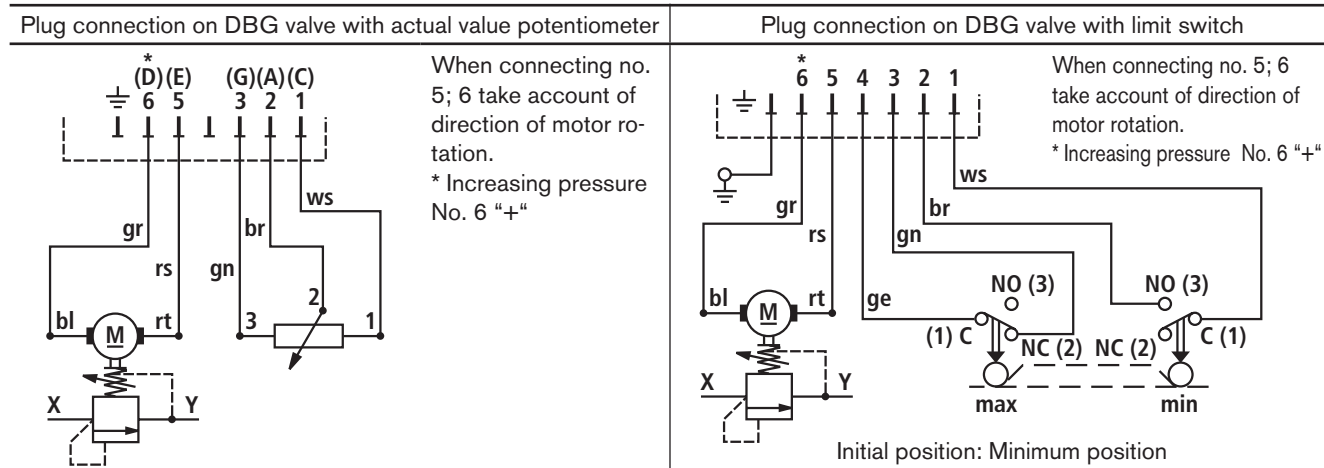 Plug connection on DBG valve with actual value potentiometer
*
(D)(E) (G)(A)(C)
6 5 3 2 1
When connecting no.
5; 6 take account of
direction of motor ro-
tation.
* Increasing pressure
No. 6 “+“
ws
gr br
rs gn
2
bl M rt 3 1
X Y
Plug connection on DBG valve with limit switch
*
6 5 4 3 2 1
When connecting no. 5; 6
take account of direction of
motor rotation.
* Increasing pressure No. 6 “+“
ws
gr br
rs gn
NO (3) NO (3)
bl M rt ge
(1) C NC (2) NC (2) C (1)
X Y
max min
Initial position: Minimum position